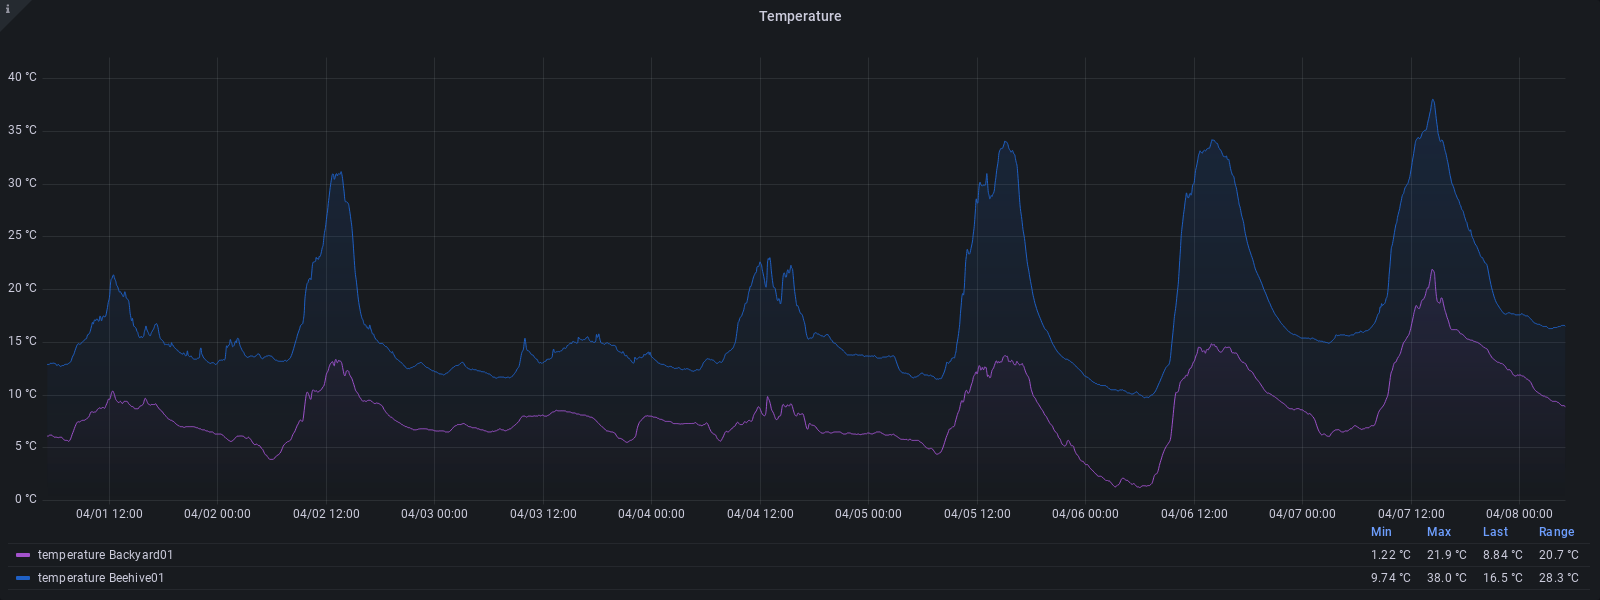 i
Temperature
40 °C
35 °C
30 °C
25 °C
20 °C
15 °C
10 °C
5 °C
0 °C
04/01 12:00 04/02 00:00 04/02 12:00 04/03 00:00 04/03 12:00 04/04 00:00 04/04 12:00 04/05 00:00 04/05 12:00 04/06 00:00 04/06 12:00 04/07 00:00 04/07 12:00 04/08 00:00
Min Max Last Range
temperature Backyard01 1.22 °C 21.9 °C 8.84 °C 20.7 °C
temperature Beehive01 9.74 °C 38.0 °C 16.5 °C 28.3 °C